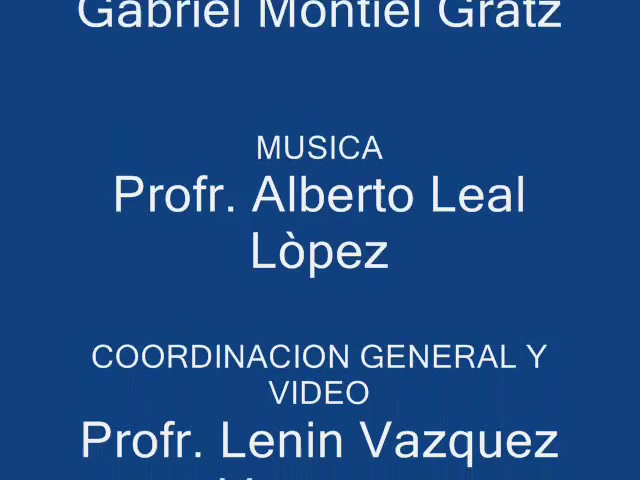 Gabriel Montiel Gratz
MUSICA
Profr. Alberto Leal
Lòpez
COORDINACION GENERAL Y
VIDEO
Profr. Lenin Vazquez